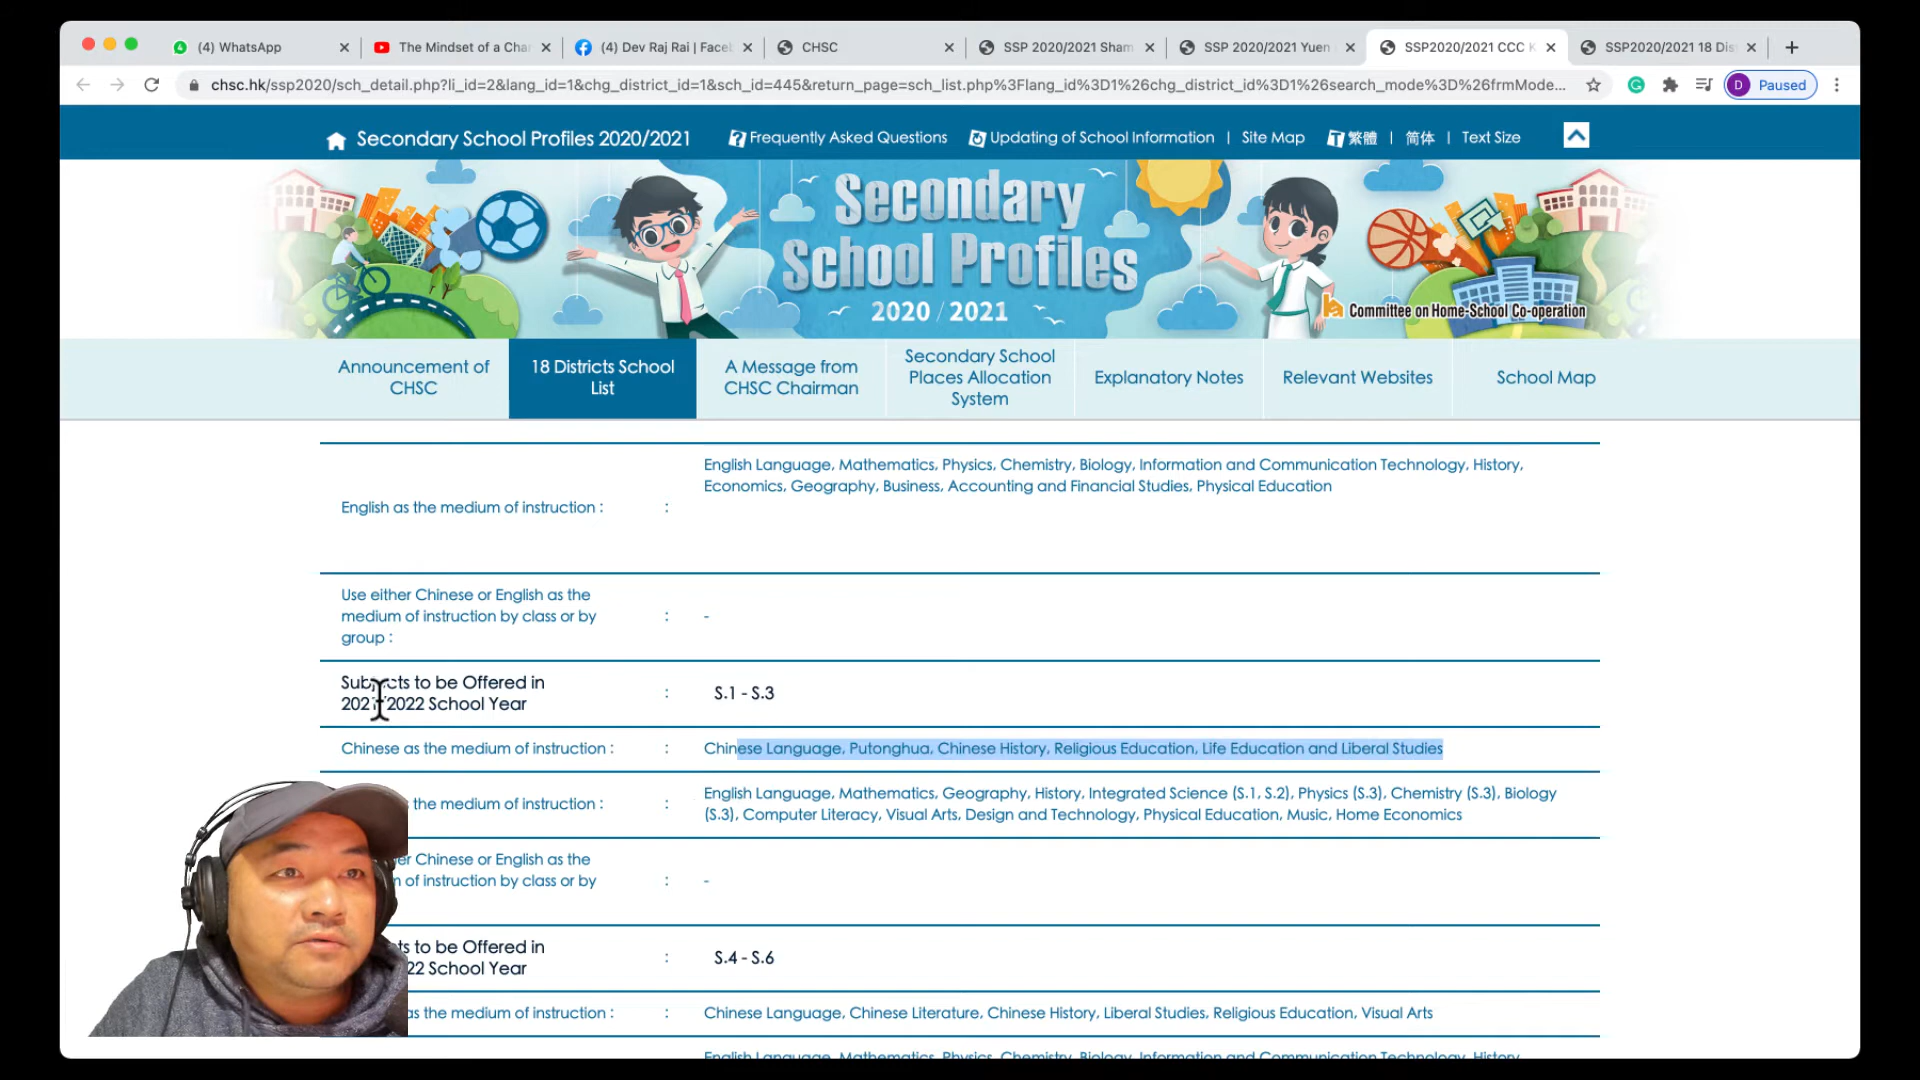 (4) WhatsApp
The Mindset of a Cha
(4) Dev Raj Rai | Faceb
CHSC
SSP 2020/2021 Sham
SSP 2020/2021 Yuen
SSP2020/2021 CCC K
SSP2020/2021 18 Dis
chsc.hk/ssp2020/sch_detail.php?li_id=2&lang_id=1&chg_district_id=1&sch_id=445&return_page=sch_list.php%3Flang_id%3D1%26chg_district_id%3D1%26search_mode%3D%26frmMode...
D Paused
Secondary School Profiles 2020/2021
Frequently Asked Questions
Updating of School Information | Site Map
繁體 | 简体 | Text Size
Secondary
School Profiles
2020 / 2021
Committee on Home-School Co-operation
Announcement of
CHSC
18 Districts School
List
A Message from
CHSC Chairman
Secondary School
Places Allocation
System
Explanatory Notes
Relevant Websites
School Map
English as the medium of instruction : :
English Language, Mathematics, Physics, Chemistry, Biology, Information and Communication Technology, History,
Economics, Geography, Business, Accounting and Financial Studies, Physical Education
Use either Chinese or English as the
medium of instruction by class or by
group :
: -
Subjects to be Offered in
2021/2022 School Year
: S.1 - S.3
Chinese as the medium of instruction : : Chinese Language, Putonghua, Chinese History, Religious Education, Life Education and Liberal Studies
the medium of instruction : :
English Language, Mathematics, Geography, History, Integrated Science (S.1, S.2), Physics (S.3), Chemistry (S.3), Biology
(S.3), Computer Literacy, Visual Arts, Design and Technology, Physical Education, Music, Home Economics
er Chinese or English as the
of instruction by class or by
: -
ts to be Offered in
22 School Year
: S.4 - S.6
as the medium of instruction : : Chinese Language, Chinese Literature, Chinese History, Liberal Studies, Religious Education, Visual Arts
English Language, Mathematics, Physics, Chemistry, Biology, Information and Communication Technology, History,